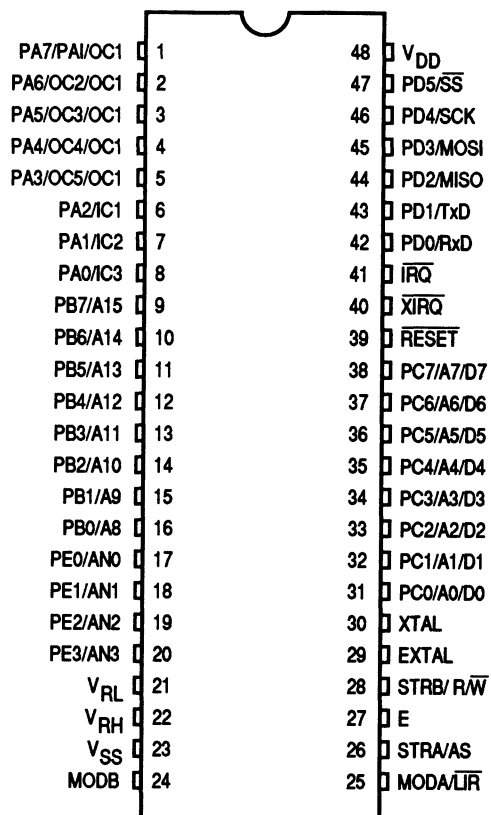 PA7/PAI/OC1 1 48 VDD
PA6/OC2/OC1 2 47 PD5/S̅S̅
PA5/OC3/OC1 3 46 PD4/SCK
PA4/OC4/OC1 4 45 PD3/MOSI
PA3/OC5/OC1 5 44 PD2/MISO
PA2/IC1 6 43 PD1/TxD
PA1/IC2 7 42 PD0/RxD
PA0/IC3 8 41 I̅R̅Q̅
PB7/A15 9 40 X̅I̅R̅Q̅
PB6/A14 10 39 R̅E̅S̅E̅T̅
PB5/A13 11 38 PC7/A7/D7
PB4/A12 12 37 PC6/A6/D6
PB3/A11 13 36 PC5/A5/D5
PB2/A10 14 35 PC4/A4/D4
PB1/A9 15 34 PC3/A3/D3
PB0/A8 16 33 PC2/A2/D2
PE0/AN0 17 32 PC1/A1/D1
PE1/AN1 18 31 PC0/A0/D0
PE2/AN2 19 30 XTAL
PE3/AN3 20 29 EXTAL
VRL 21 28 STRB/ R/W̅
VRH 22 27 E
VSS 23 26 STRA/AS
MODB 24 25 MODA/L̅I̅R̅